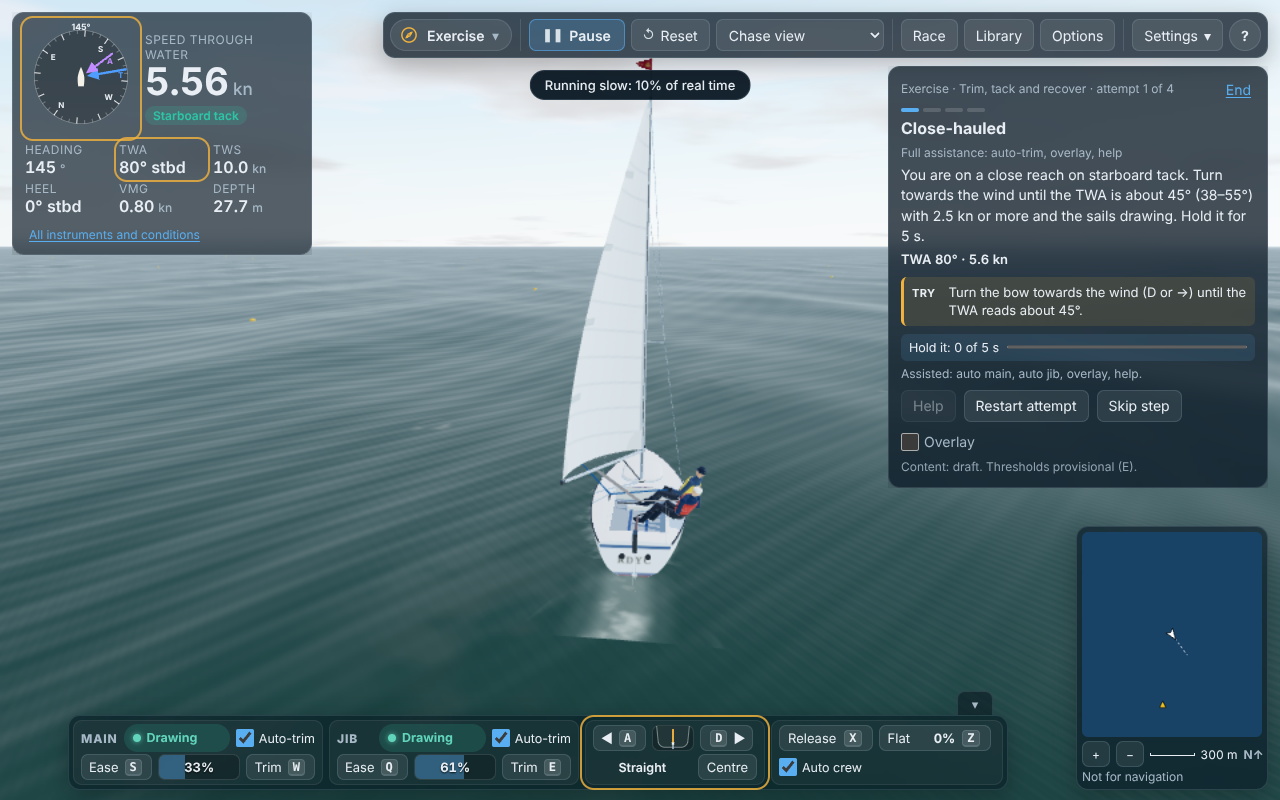 145°
S
E
A
T
W
N
SPEED THROUGH
WATER
5.56 kn
Starboard tack
HEADING
145 °
TWA
80° stbd
TWS
10.0 kn
HEEL
0° stbd
VMG
0.80 kn
DEPTH
27.7 m
All instruments and conditions
Exercise ▾
Pause
Reset
Chase view
Race
Library
Options
Settings ▾
?
Running slow: 10% of real time
Exercise · Trim, tack and recover · attempt 1 of 4
End
Close-hauled
Full assistance: auto-trim, overlay, help
You are on a close reach on starboard tack. Turn
towards the wind until the TWA is about 45° (38–55°)
with 2.5 kn or more and the sails drawing. Hold it for
5 s.
TWA 80° · 5.6 kn
TRY Turn the bow towards the wind (D or →) until the
TWA reads about 45°.
Hold it: 0 of 5 s
Assisted: auto main, auto jib, overlay, help.
Help
Restart attempt
Skip step
Overlay
Content: draft. Thresholds provisional (E).
RDYC
MAIN
Drawing
Auto-trim
Ease S
33%
Trim W
JIB
Drawing
Auto-trim
Ease Q
61%
Trim E
◀ A
D ▶
Straight
Centre
Release X
Flat 0% Z
Auto crew
▼
+
−
300 m N↑
Not for navigation